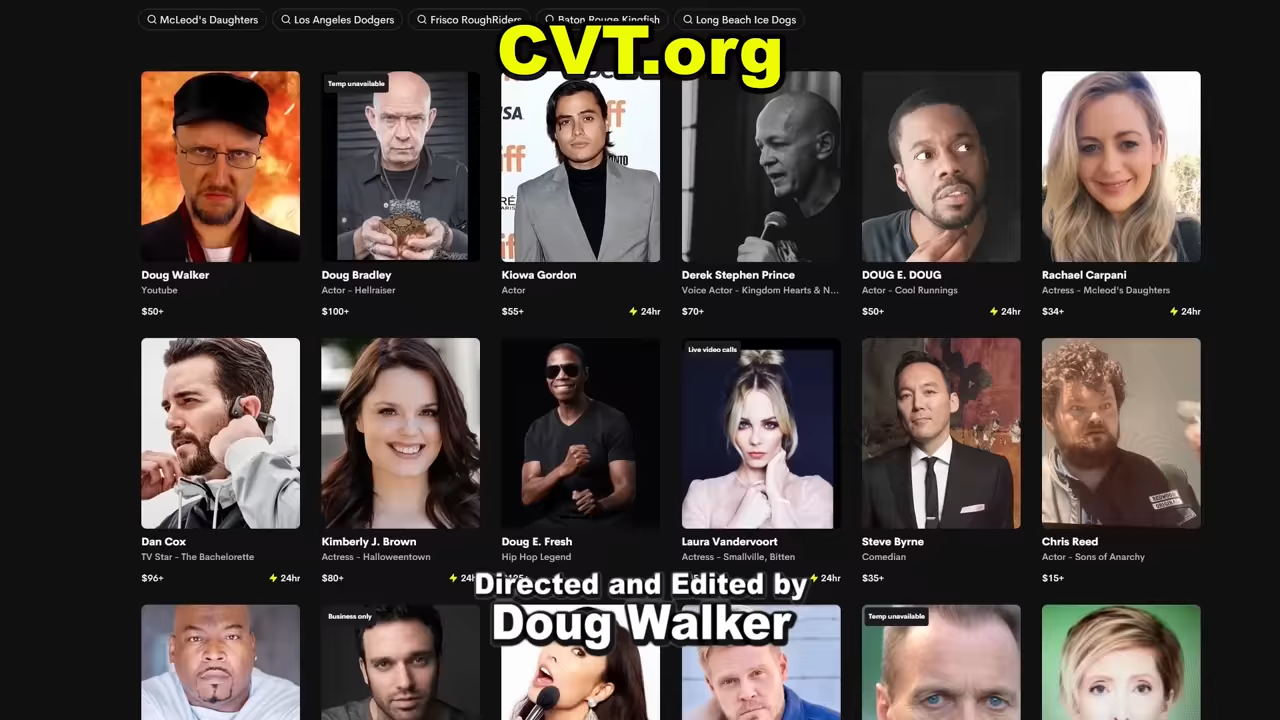 McLeod's Daughters
Los Angeles Dodgers
Frisco RoughRiders
Baton Rouge Kingfish
Long Beach Ice Dogs
CVT.org
Temp unavailable
Doug Walker
Youtube
$50+
Doug Bradley
Actor - Hellraiser
$100+
Kiowa Gordon
Actor
$55+
24hr
Derek Stephen Prince
Voice Actor - Kingdom Hearts & N...
$70+
DOUG E. DOUG
Actor - Cool Runnings
$50+
24hr
Rachael Carpani
Actress - Mcleod's Daughters
$34+
24hr
Live video calls
Dan Cox
TV Star - The Bachelorette
$96+
24hr
Kimberly J. Brown
Actress - Halloweentown
$80+
Doug E. Fresh
Hip Hop Legend
Laura Vandervoort
Actress - Smallville, Bitten
24hr
Steve Byrne
Comedian
$35+
Chris Reed
Actor - Sons of Anarchy
$15+
Directed and Edited by
Doug Walker
Business only
Temp unavailable